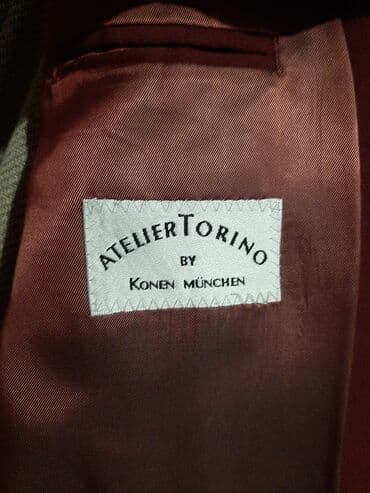 ATELIER TORINO
BY
KONEN MÜNCHEN